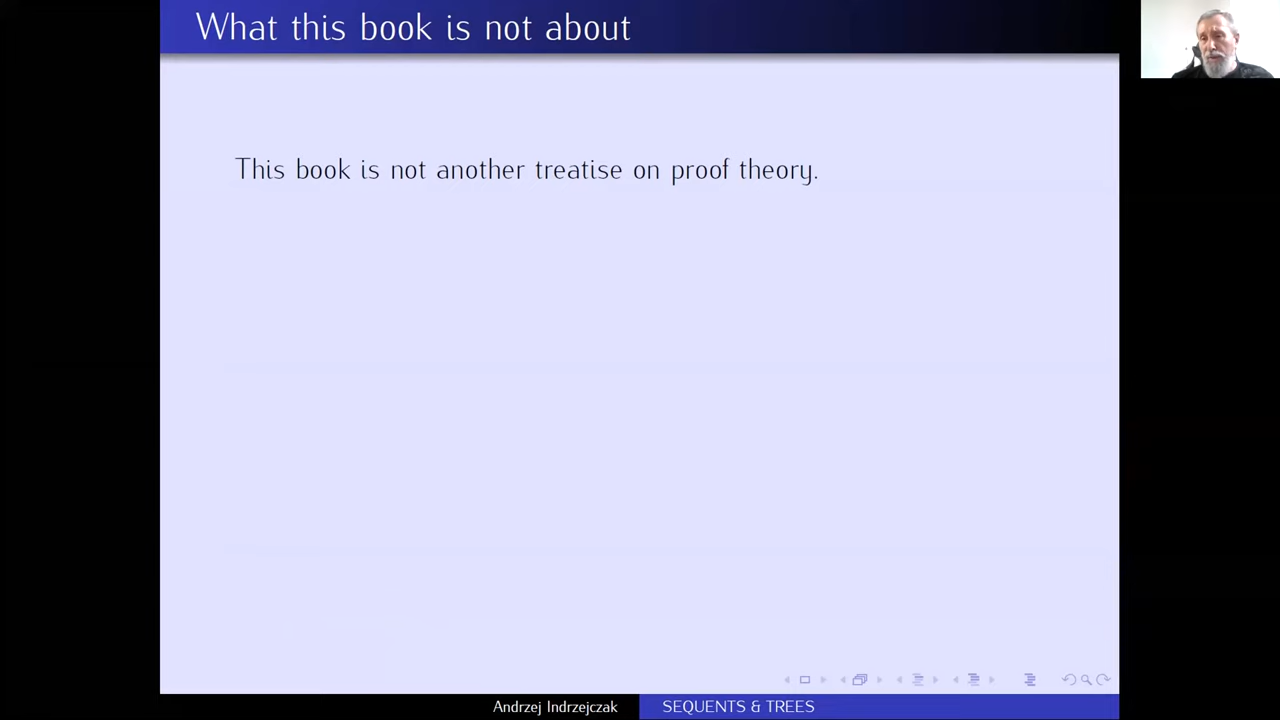 What this book is not about
This book is not another treatise on proof theory.
Andrzej Indrzejczak
SEQUENTS & TREES